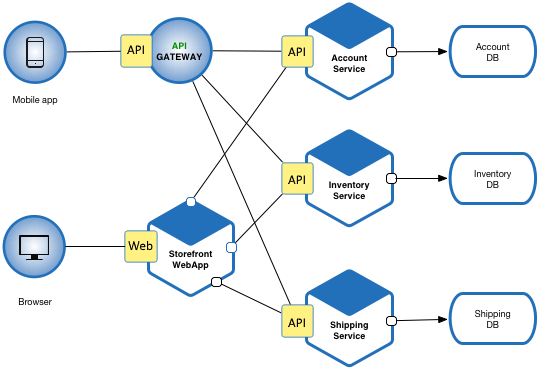 API
API
GATEWAY
Mobile app
API
Account
Service
Account
DB
API
Inventory
Service
Inventory
DB
Web
Storefront
WebApp
Browser
API
Shipping
Service
Shipping
DB